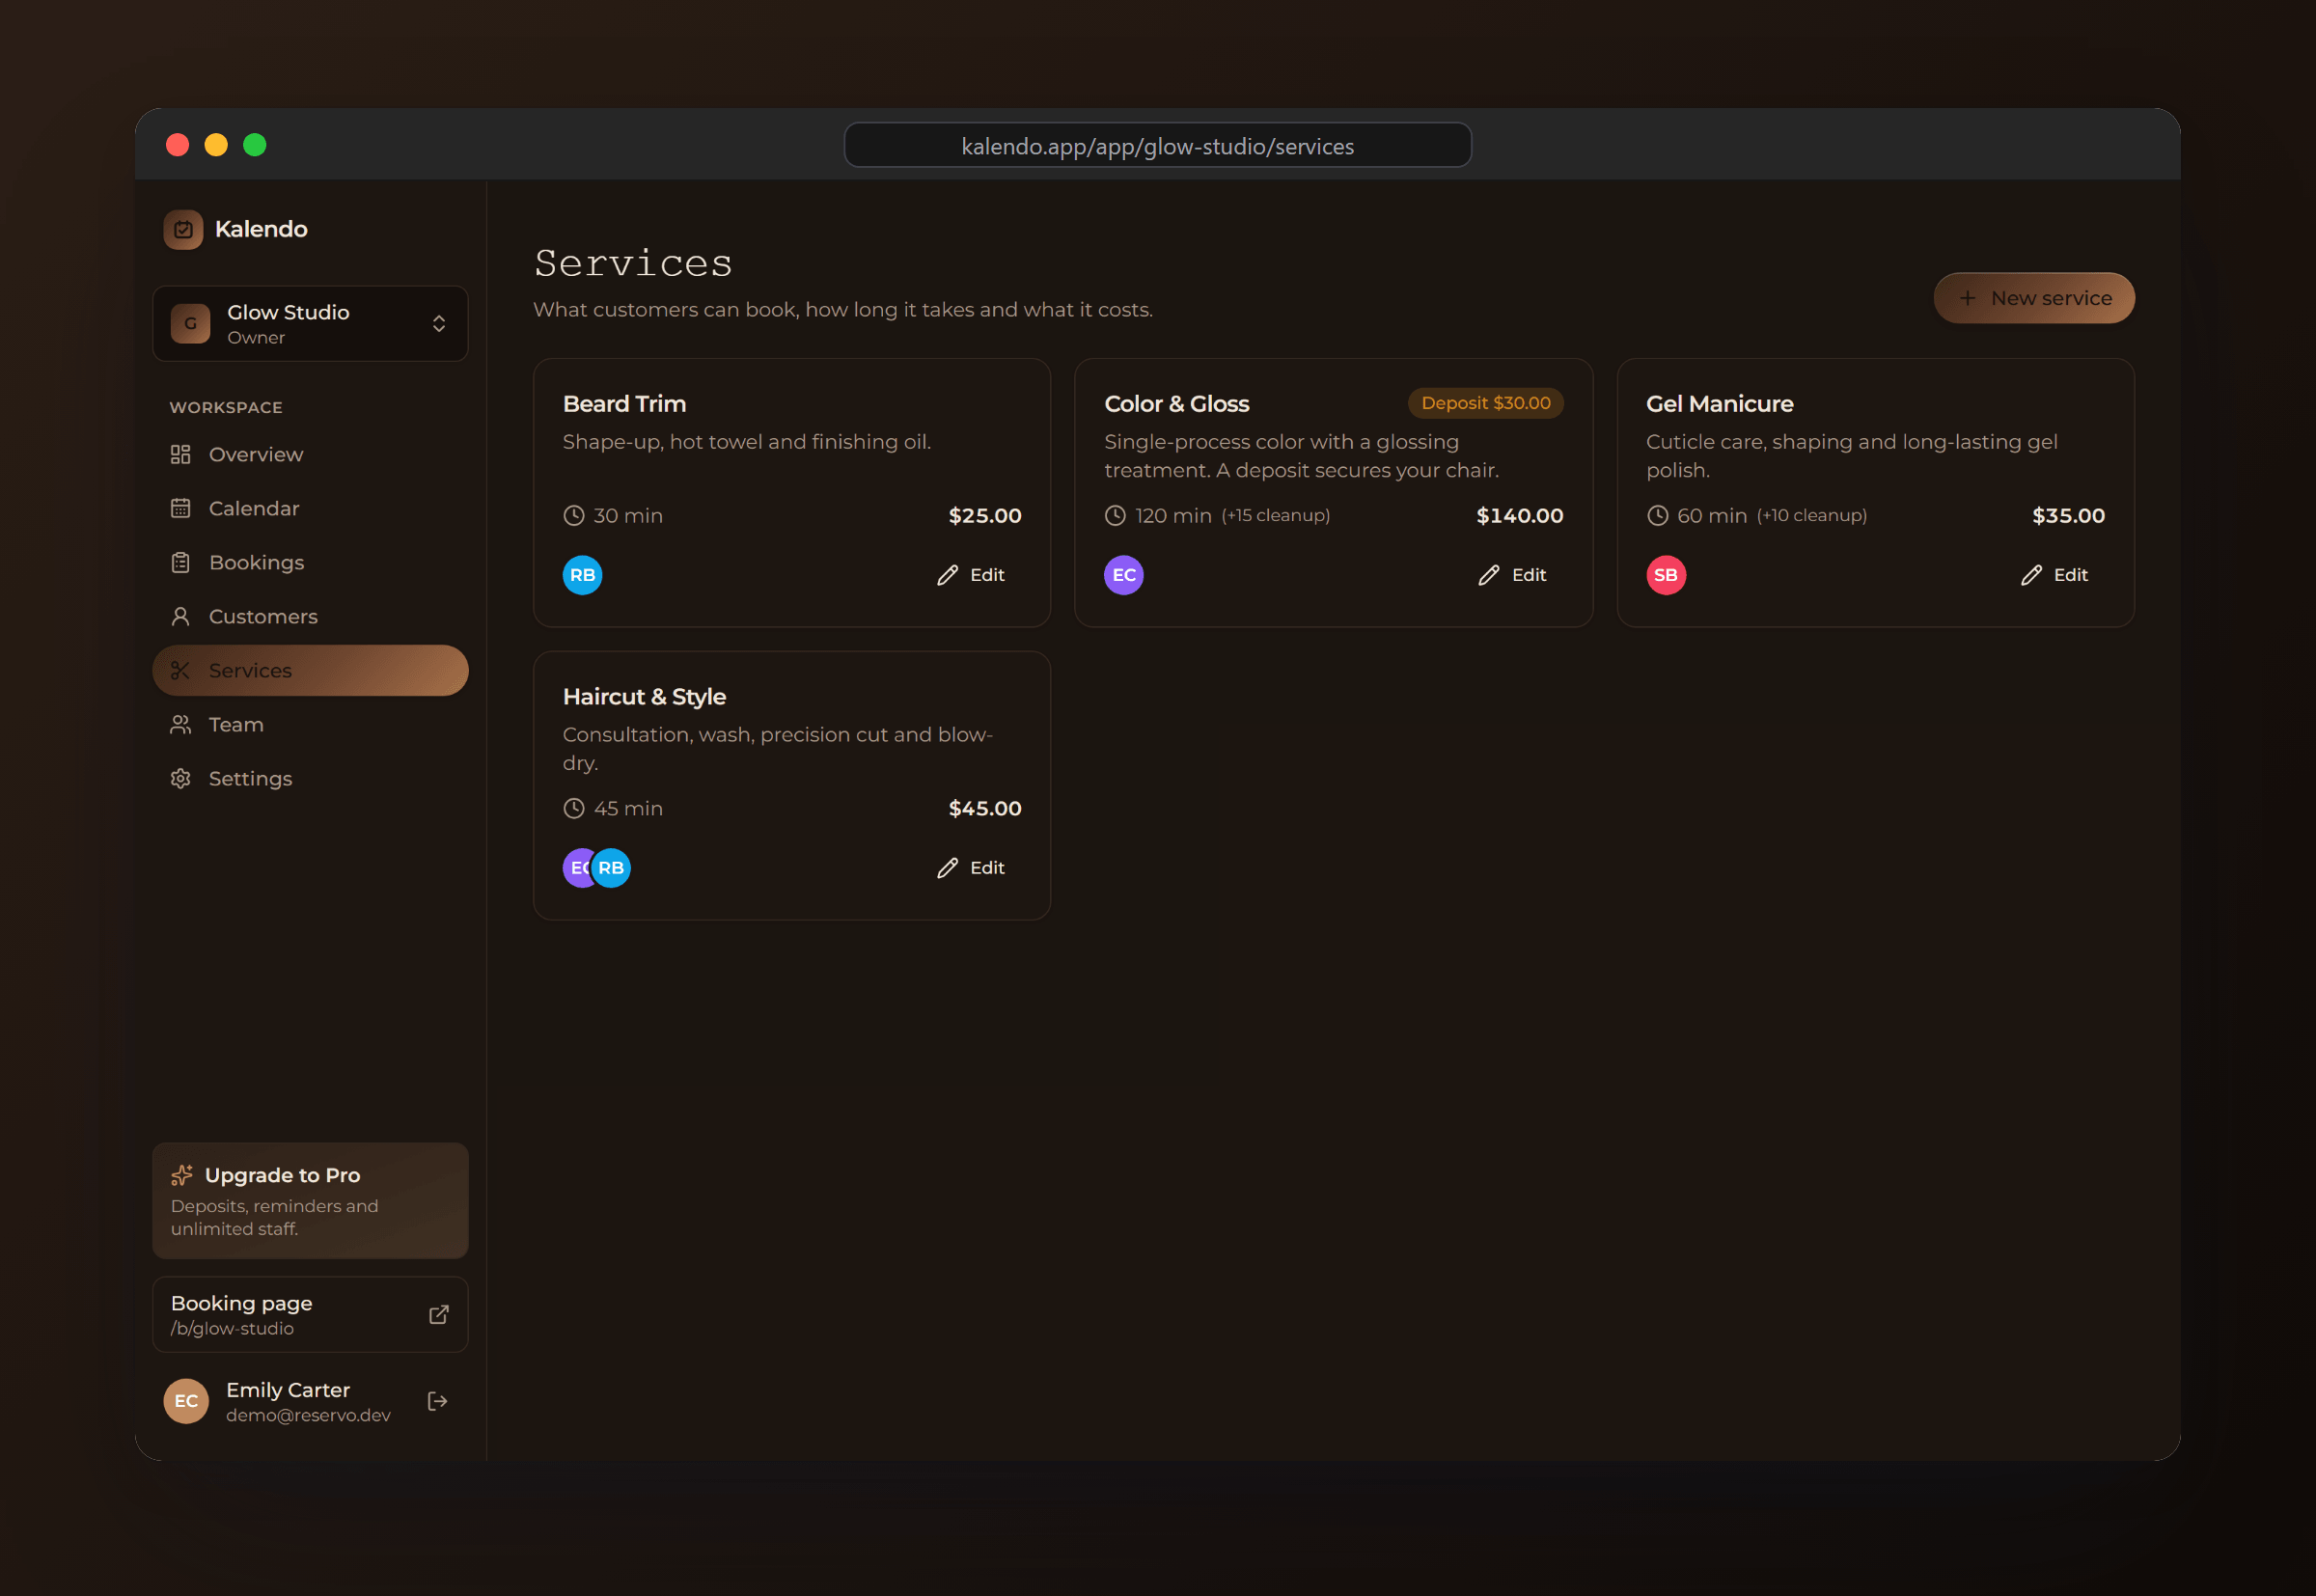 kalendo.app/app/glow-studio/services
Kalendo
G
Glow Studio
Owner
WORKSPACE
Overview
Calendar
Bookings
Customers
Services
Team
Settings
Upgrade to Pro
Deposits, reminders and
unlimited staff.
Booking page
/b/glow-studio
EC
Emily Carter
demo@reservo.dev
Services
What customers can book, how long it takes and what it costs.
+ New service
Beard Trim
Shape-up, hot towel and finishing oil.
30 min
$25.00
RB
Edit
Color & Gloss
Deposit $30.00
Single-process color with a glossing
treatment. A deposit secures your chair.
120 min (+15 cleanup)
$140.00
EC
Edit
Gel Manicure
Cuticle care, shaping and long-lasting gel
polish.
60 min (+10 cleanup)
$35.00
SB
Edit
Haircut & Style
Consultation, wash, precision cut and blow-
dry.
45 min
$45.00
EC
RB
Edit